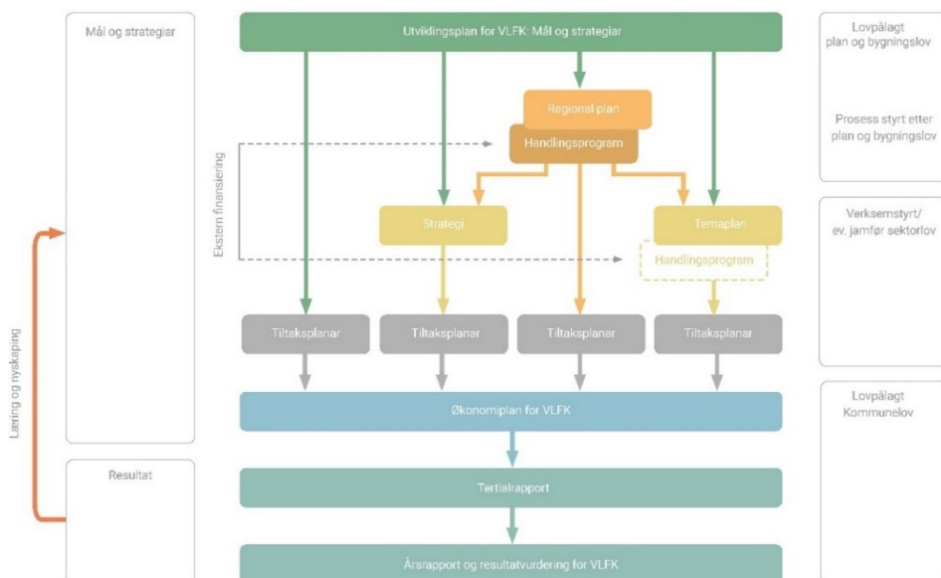 Mål og strategiar
Utviklingsplan for VLFK: Mål og strategiar
Lovpålagt
plan og bygningslov
Regional plan
Handlingsprogram
Prosess styrt etter
plan og bygningslov
Ekstern finansiering
Strategi
Temaplan
Handlingsprogram
Verksemstyrt/
ev. jamfør sektorlov
Tiltaksplanar
Tiltaksplanar
Tiltaksplanar
Tiltaksplanar
Læring og nyskaping
Økonomiplan for VLFK
Lovpålagt
Kommunelov
Resultat
Tertialrapport
Årsrapport og resultatvurdering for VLFK